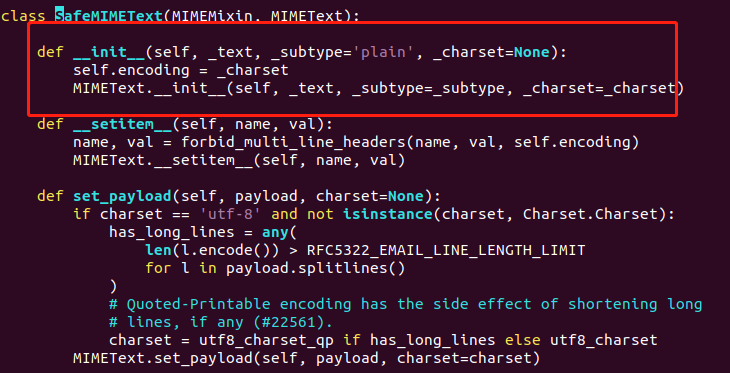 class SafeMIMEText(MIMEMixin, MIMEText):
    def __init__(self, _text, _subtype='plain', _charset=None):
        self.encoding = _charset
        MIMEText.__init__(self, _text, _subtype=_subtype, _charset=_charset)
    def __setitem__(self, name, val):
        name, val = forbid_multi_line_headers(name, val, self.encoding)
        MIMEText.__setitem__(self, name, val)
    def set_payload(self, payload, charset=None):
        if charset == 'utf-8' and not isinstance(charset, Charset.Charset):
            has_long_lines = any(
                len(l.encode()) > RFC5322_EMAIL_LINE_LENGTH_LIMIT
                for l in payload.splitlines()
            )
            # Quoted-Printable encoding has the side effect of shortening long
            # lines, if any (#22561).
            charset = utf8_charset_qp if has_long_lines else utf8_charset
        MIMEText.set_payload(self, payload, charset=charset)